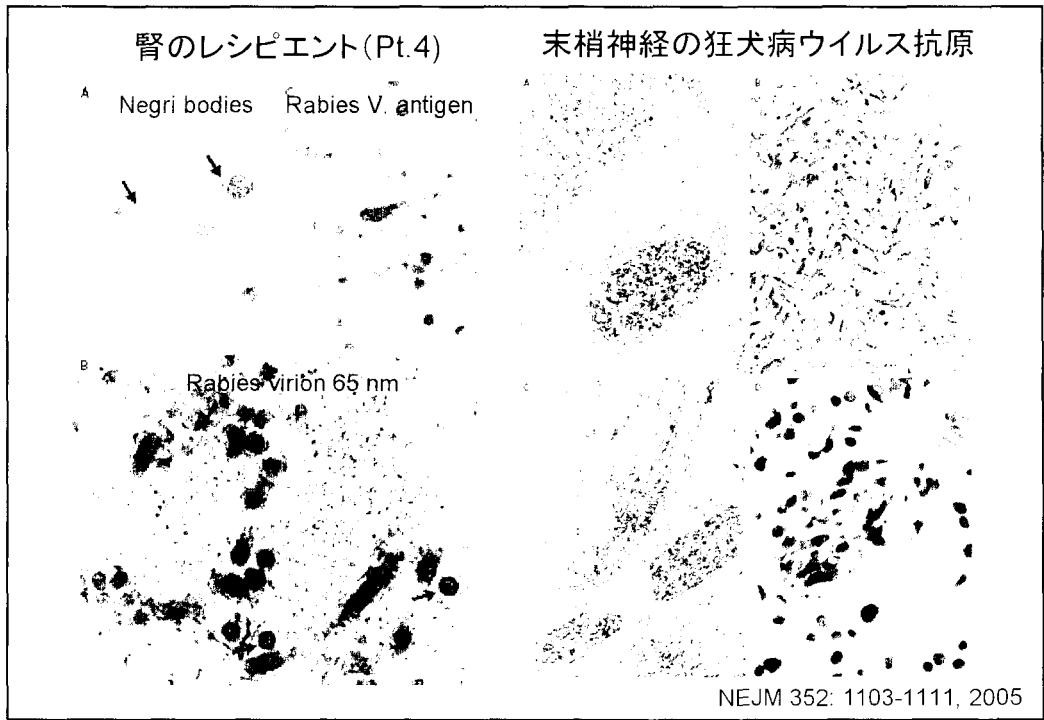 腎のレシピエント(Pt.4)
末梢神経の狂犬病ウイルス抗原
A
Negri bodies
C
Rabies V. antigen
A
B
B
Rabies virion 65 nm
C
NEJM 352: 1103-1111, 2005